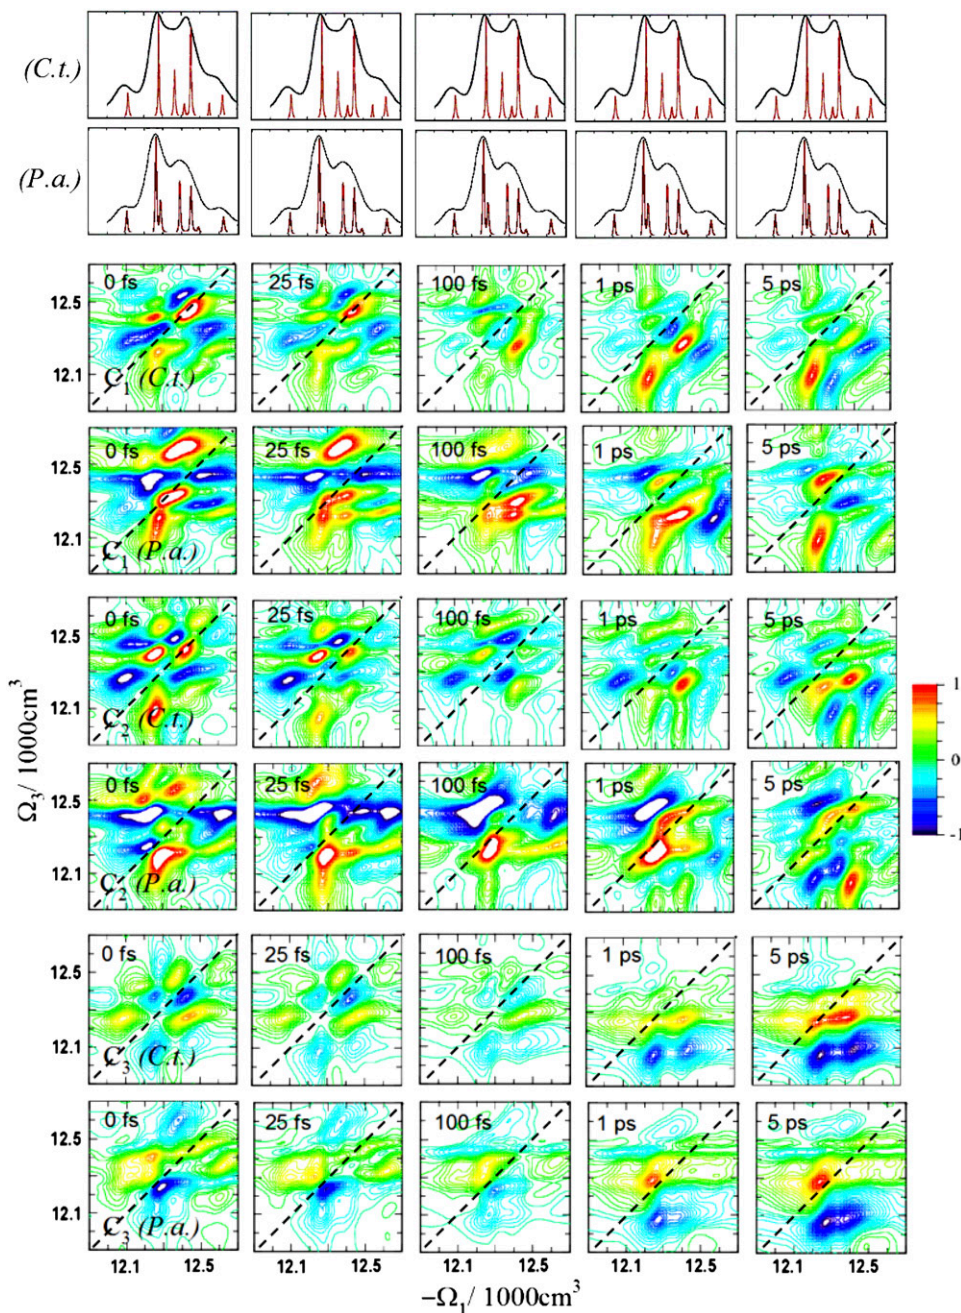 (C.t.)
(P.a.)
0 fs 25 fs 100 fs 1 ps 5 ps
12.5
12.1
C1 (C.t.)
0 fs 25 fs 100 fs 1 ps 5 ps
12.5
12.1
C1 (P.a.)
0 fs 25 fs 100 fs 1 ps 5 ps
12.5
12.1
C2 (C.t.)
1
0
-1
Ω3/ 1000cm³
0 fs 25 fs 100 fs 1 ps 5 ps
12.5
12.1
C2 (P.a.)
0 fs 25 fs 100 fs 1 ps 5 ps
12.5
12.1
C3 (C.t.)
0 fs 25 fs 100 fs 1 ps 5 ps
12.5
12.1
C3 (P.a.)
12.1 12.5 12.1 12.5 12.1 12.5 12.1 12.5 12.1 12.5
−Ω1/ 1000cm³